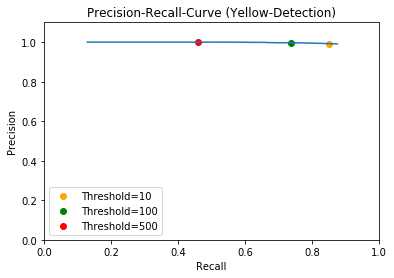 Precision-Recall-Curve (Yellow-Detection)
1.0
0.8
0.6
0.4
0.2
0.0
Precision
Threshold=10
Threshold=100
Threshold=500
0.0 0.2 0.4 0.6 0.8 1.0
Recall